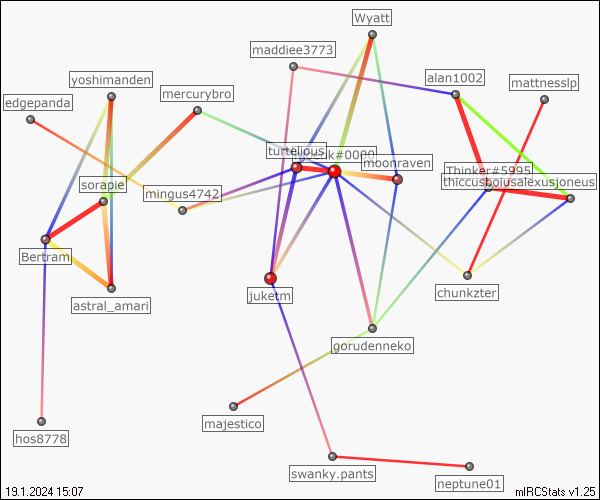 Wyatt
maddiee3773
yoshimanden
alan1002
mattnesslp
mercurybro
edgepanda
turtelious
#0000
moonraven
Thinker#5995
thiccusboiusalexusjoneus
sorapie
mingus4742
Bertram
astral_amari
juketm
chunkzter
gorudenneko
majestico
hos8778
swanky.pants
neptune01
19.1.2024 15:07
mIRCStats v1.25